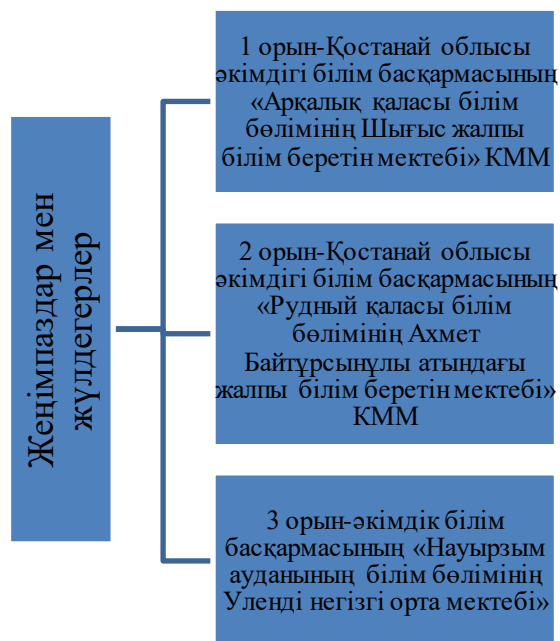 Жеңімпаздар мен
жүлдегерлер
1 орын-Қостанай облысы
әкімдігі білім басқармасының
«Арқалық қаласы білім
бөлімінің Шығыс жалпы
білім беретін мектебі» КММ
2 орын-Қостанай облысы
әкімдігі білім басқармасының
«Рудный қаласы білім
бөлімінің Ахмет
Байтұрсынұлы атындағы
жалпы білім беретін мектебі»
КММ
3 орын-әкімдік білім
басқармасының «Науырзым
ауданының білім бөлімінің
Уленді негізгі орта мектебі»